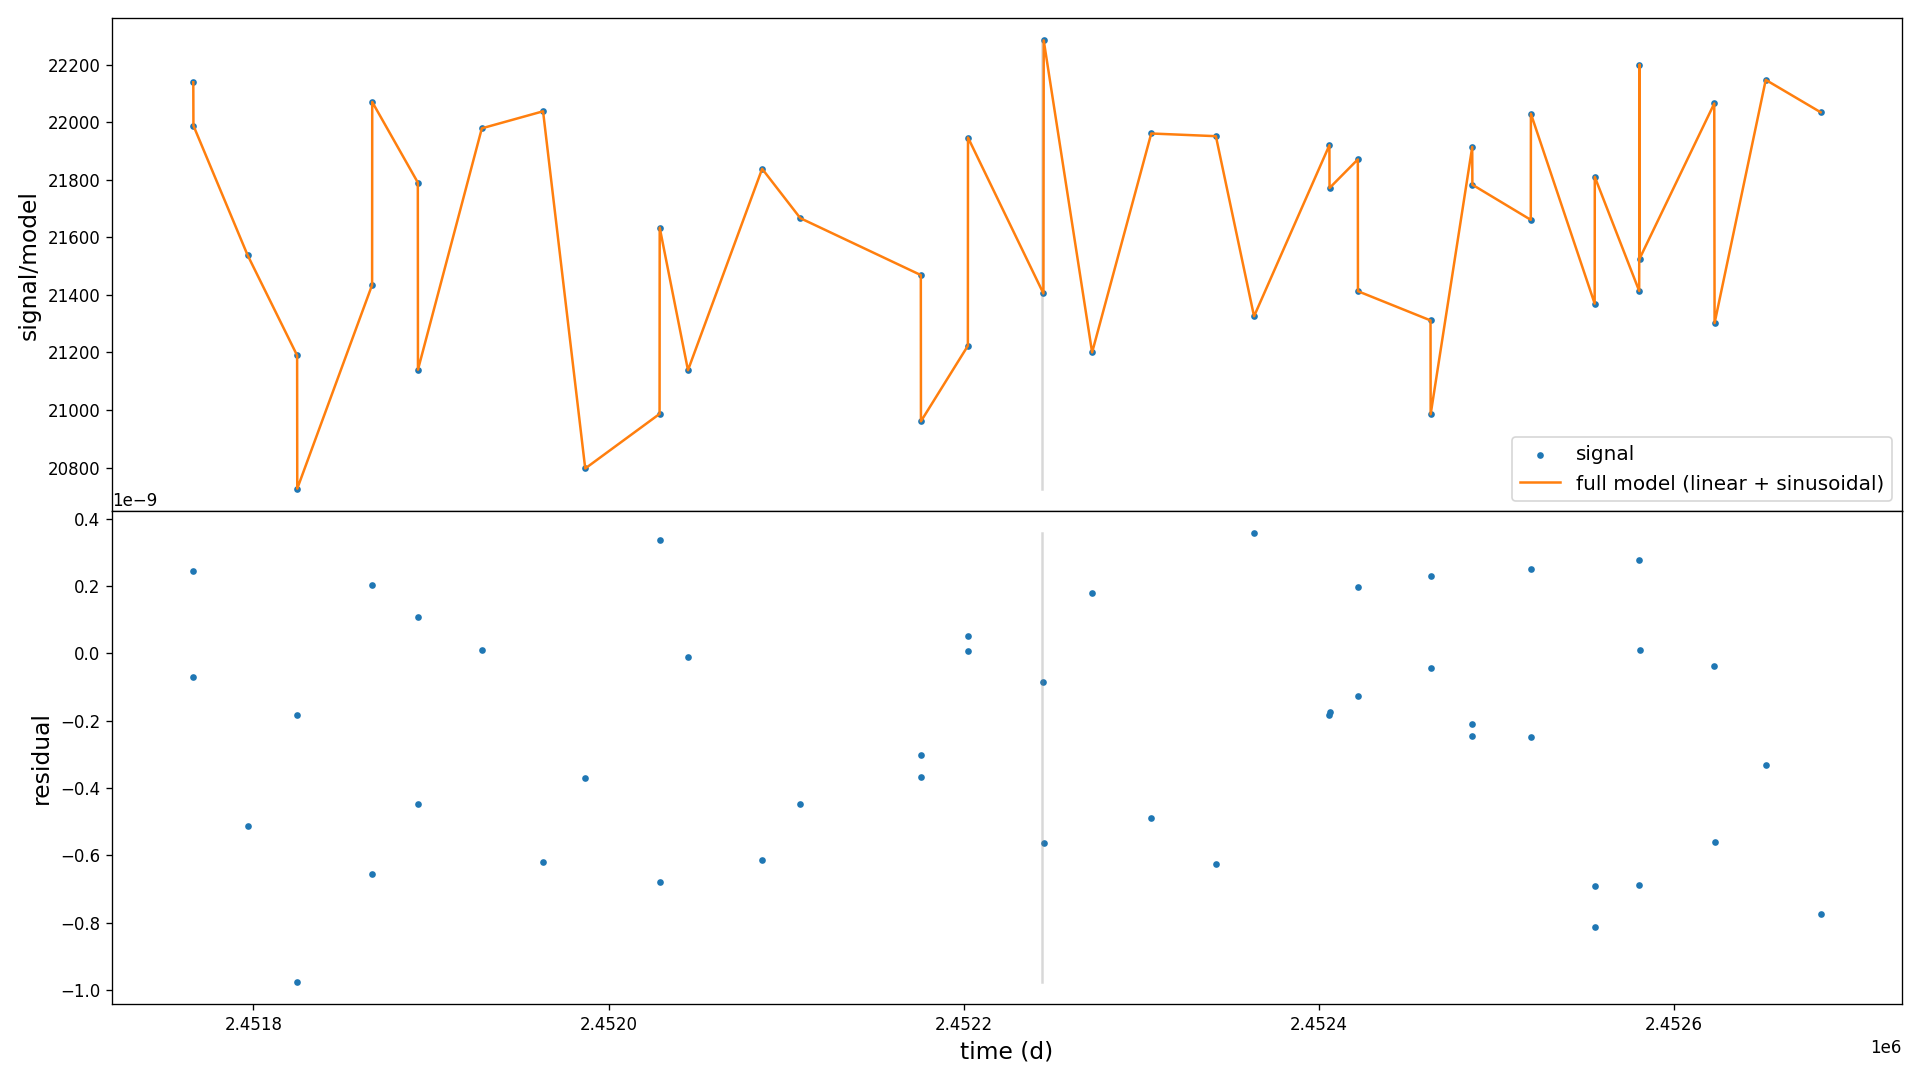 signal/model
22200
22000
21800
21600
21400
21200
21000
20800
signal
full model (linear + sinusoidal)
1e−9
residual
0.4
0.2
0.0
−0.2
−0.4
−0.6
−0.8
−1.0
2.4518 2.4520 2.4522 2.4524 2.4526
time (d)
1e6